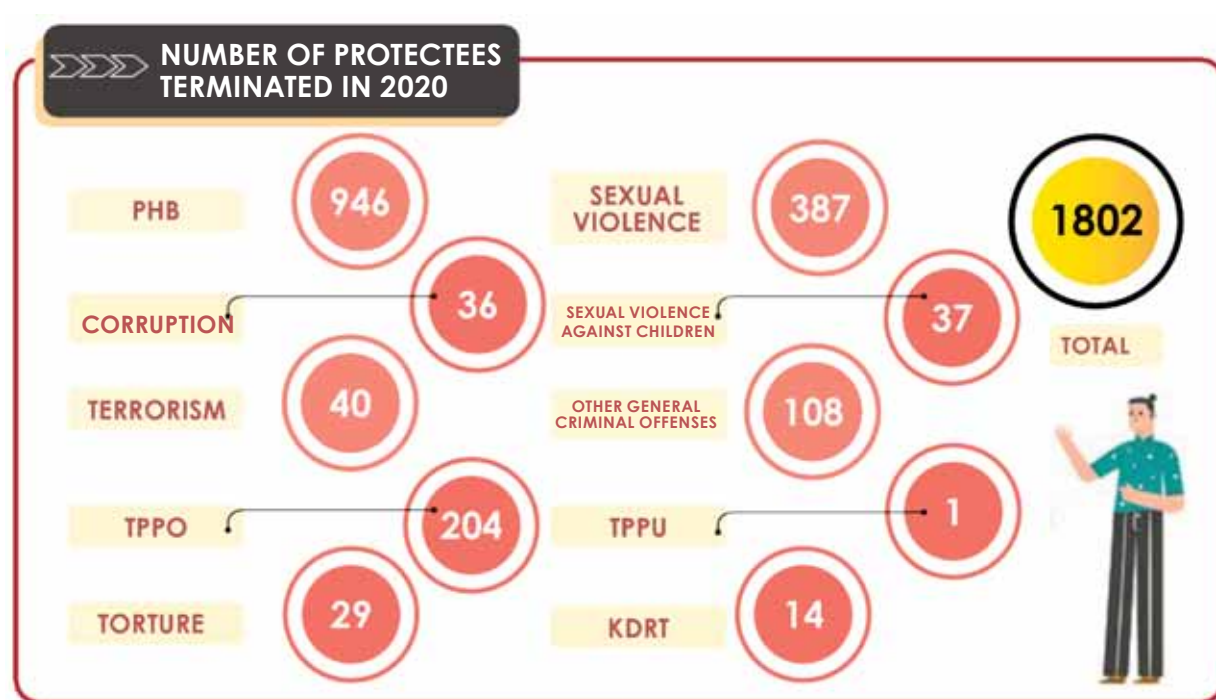 NUMBER OF PROTECTEES
TERMINATED IN 2020
PHB
946
CORRUPTION
36
TERRORISM
40
TPPO
204
TORTURE
29
SEXUAL
VIOLENCE
387
SEXUAL VIOLENCE
AGAINST CHILDREN
37
OTHER GENERAL
CRIMINAL OFFENSES
108
TPPU
1
KDRT
14
1802
TOTAL